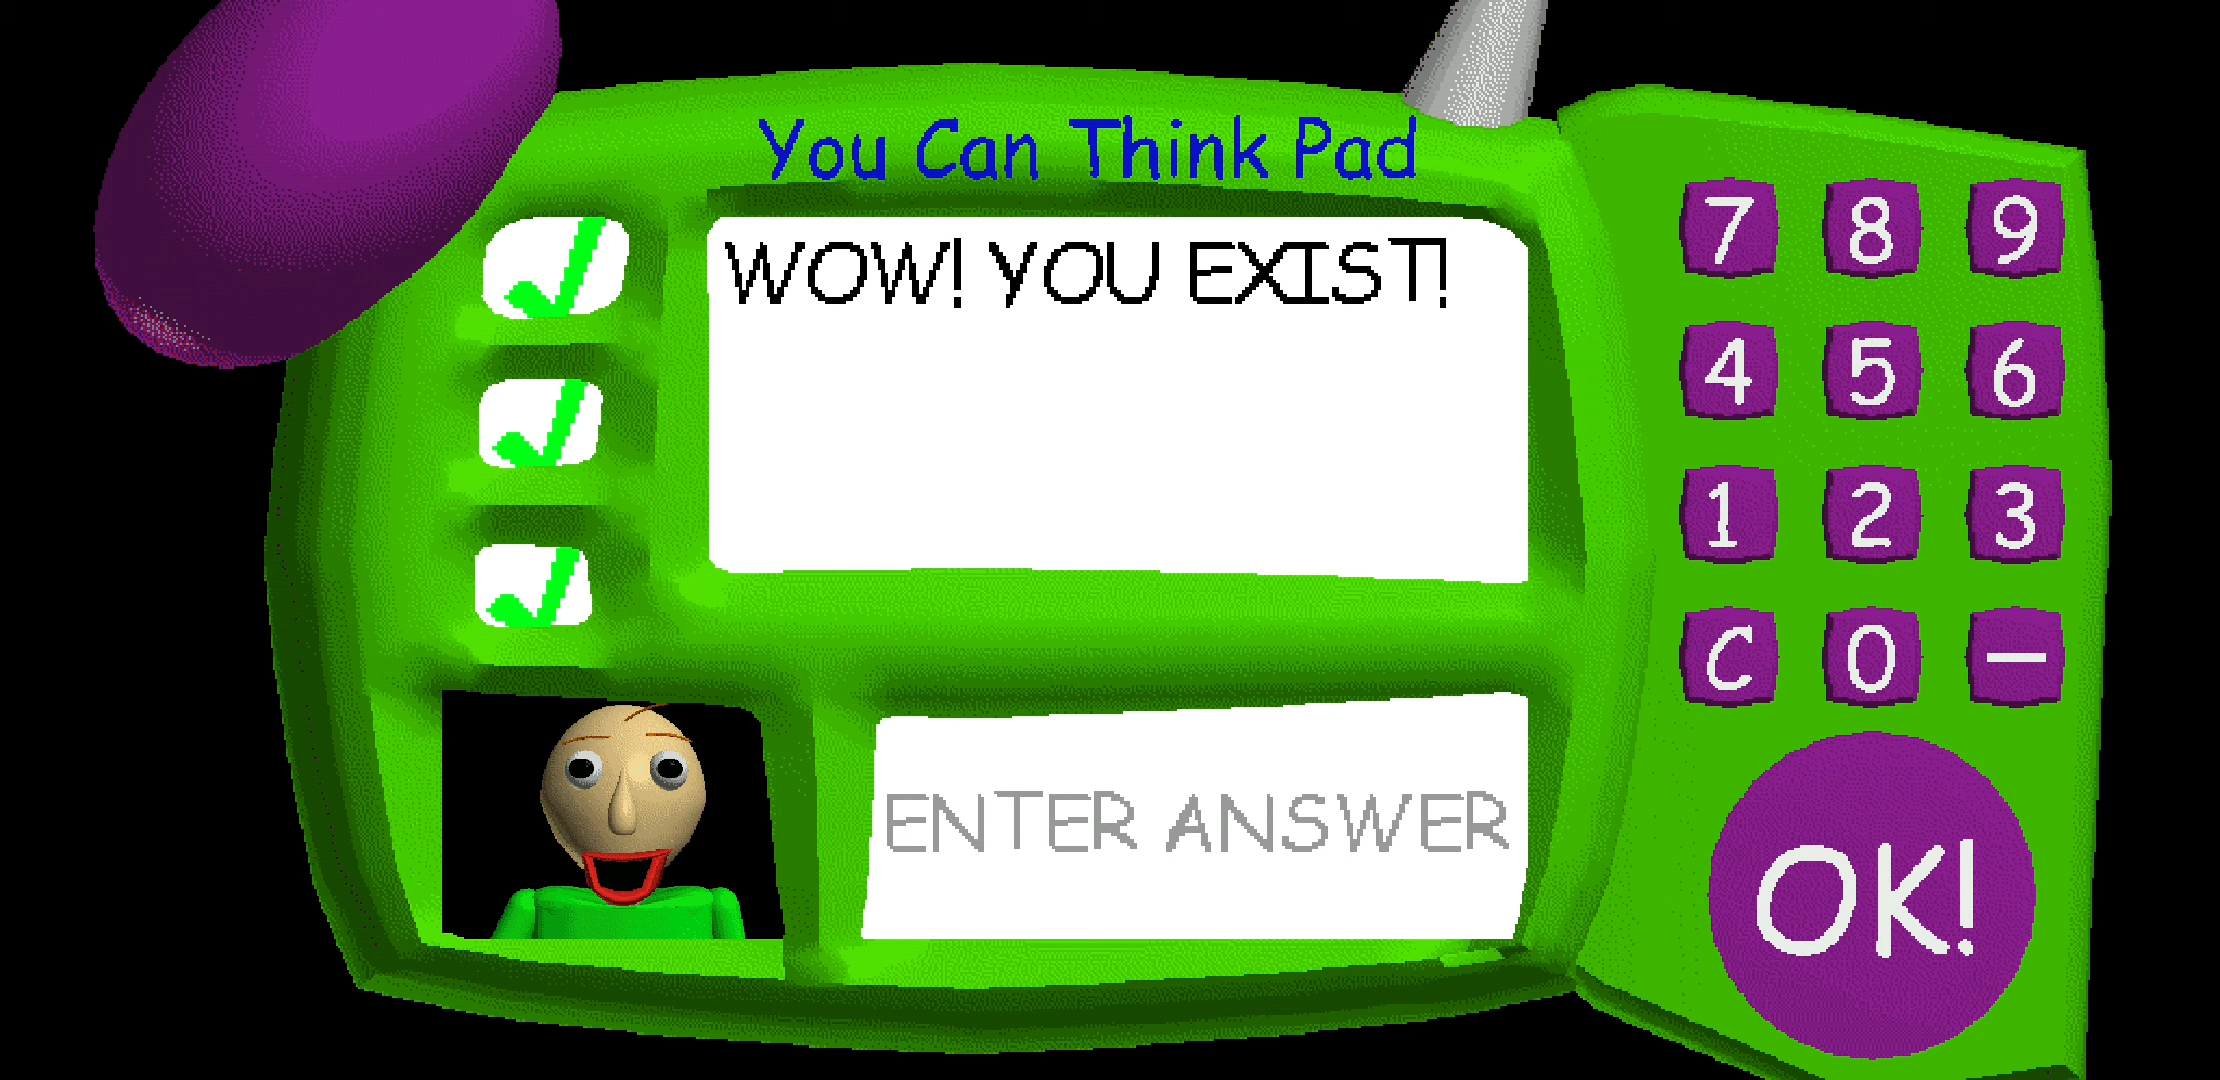 You Can Think Pad
WOW! YOU EXIST!
7 8 9
4 5 6
1 2 3
C 0 –
ENTER ANSWER
OK!